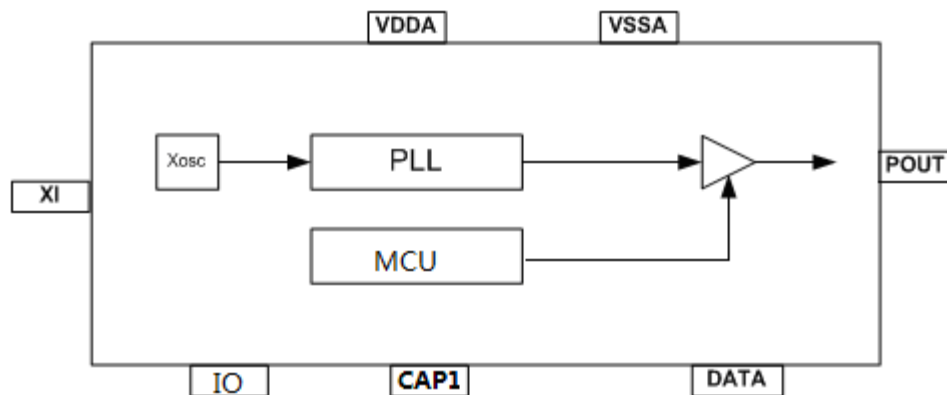 VDDA VSSA
Xosc PLL
XI POUT
MCU
IO CAP1 DATA